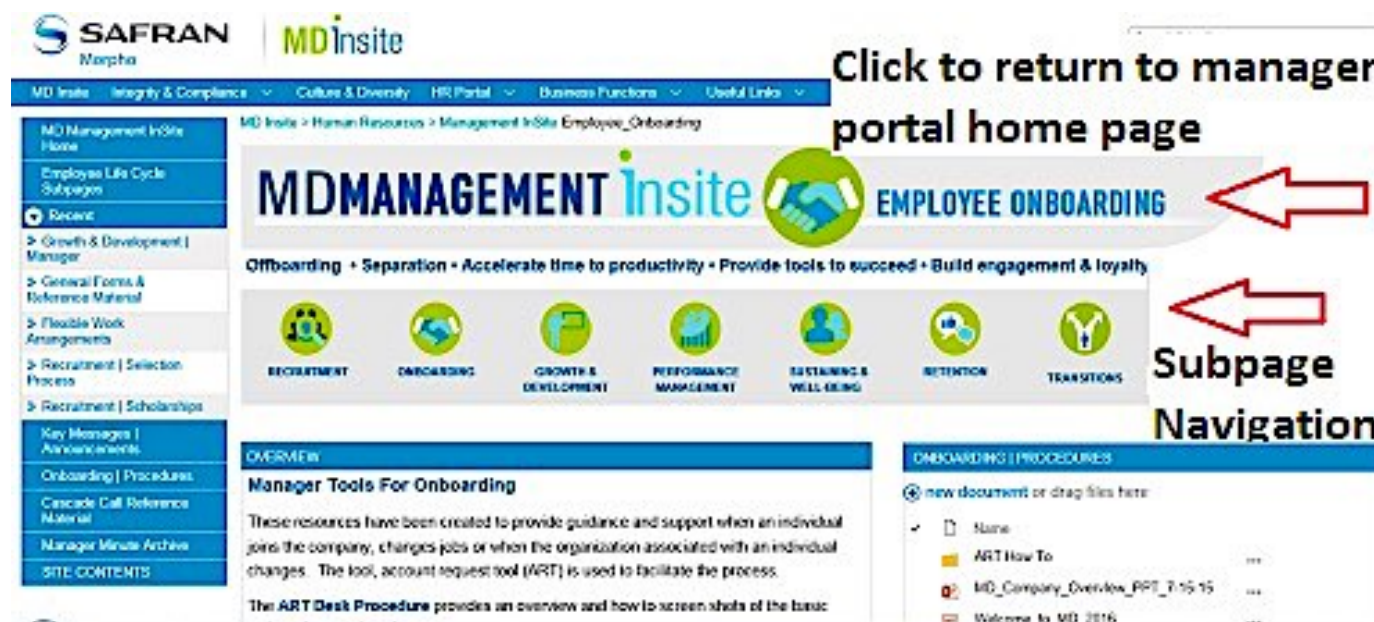 SAFRAN
Morpho
MD insite
Click to return to manager
portal home page
MD Insite Integrity & Compliance Culture & Diversity HR Portal Business Functions Useful Links
MD Insite > Human Resources > Management InSite Employee_Onboarding
MD Management InSite
Home
Employee Life Cycle
Subpages
Recent
Growth & Development |
Manager
General Forms &
Reference Material
Flexible Work
Arrangements
Recruitment | Selection
Process
Recruitment | Scholarships
Key Messages |
Announcements
Onboarding | Procedures
Cascade Call Reference
Material
Manager Minute Archive
SITE CONTENTS
MDMANAGEMENT insite EMPLOYEE ONBOARDING
Offboarding • Separation • Accelerate time to productivity • Provide tools to succeed • Build engagement & loyalty
RECRUITMENT
ONBOARDING
GROWTH &
DEVELOPMENT
PERFORMANCE
MANAGEMENT
SUSTAINING &
WELL-BEING
RETENTION
TRANSITIONS
Subpage
Navigation
OVERVIEW
Manager Tools For Onboarding
These resources have been created to provide guidance and support when an individual
joins the company, changes jobs or when the organization associated with an individual
changes. The tool, account request tool (ART) is used to facilitate the process.
The ART Desk Procedure provides an overview and how to screen shots of the basic
ONBOARDING | PROCEDURES
new document or drag files here
Name
ART How To ...
MD_Company_Overview_PPT_7-15-15 ...
Welcome_to_MD_2016 ...